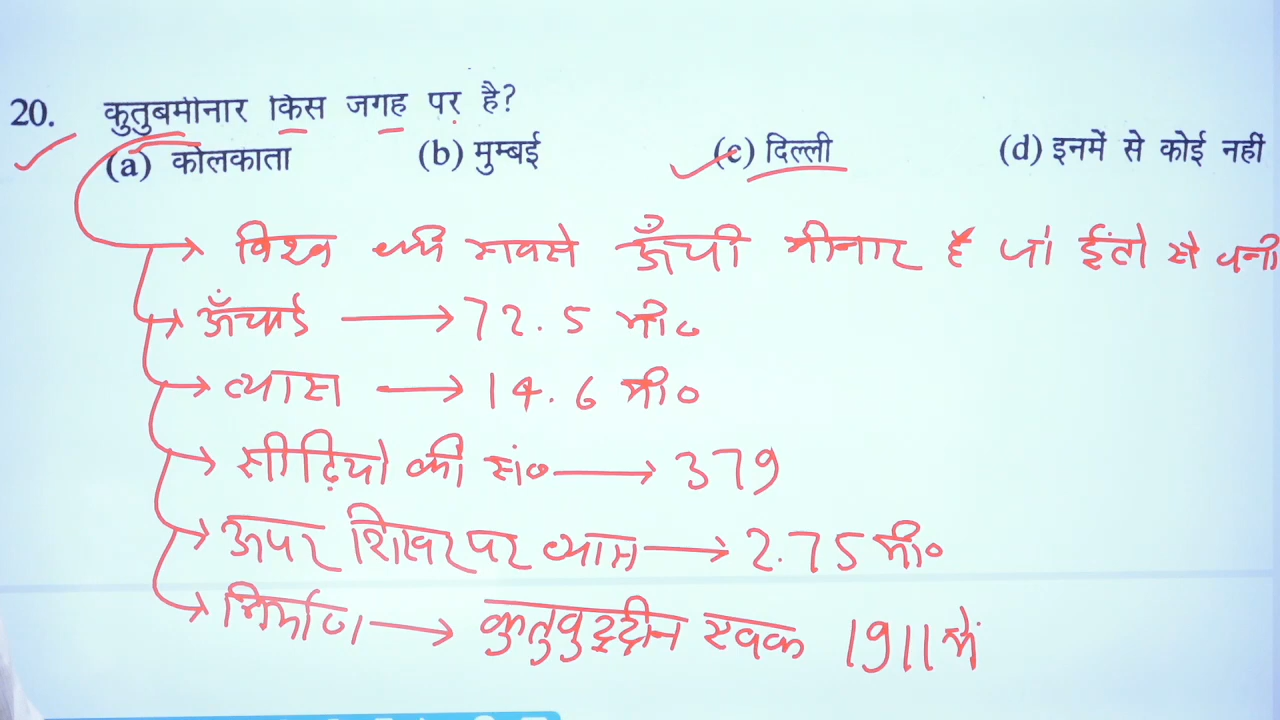 20. कुतुबमीनार किस जगह पर है?
(a) कोलकाता (b) मुम्बई (c) दिल्ली (d) इनमें से कोई नहीं
→ विश्व की सबसे ऊँची मीनार है जो ईंटो से बनी
→ ऊँचाई → 72.5 मी०
→ व्यास → 14.6 मी०
→ सीढ़ियो की सं० → 379
→ ऊपर शिखर पर व्यास → 2.75 मी०
→ निर्माण → कुतुबुद्दीन एबक 1911 में